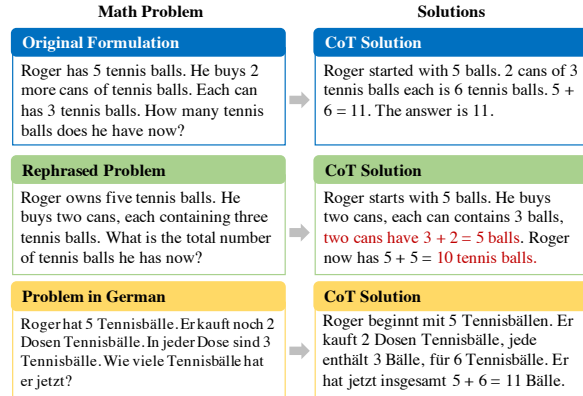 Math Problem
Solutions
Original Formulation
Roger has 5 tennis balls. He buys 2
more cans of tennis balls. Each can
has 3 tennis balls. How many tennis
balls does he have now?
CoT Solution
Roger started with 5 balls. 2 cans of 3
tennis balls each is 6 tennis balls. 5 +
6 = 11. The answer is 11.
Rephrased Problem
Roger owns five tennis balls. He
buys two cans, each containing three
tennis balls. What is the total number
of tennis balls he has now?
CoT Solution
Roger starts with 5 balls. He buys
two cans, each can contains 3 balls,
two cans have 3 + 2 = 5 balls. Roger
now has 5 + 5 = 10 tennis balls.
Problem in German
Roger hat 5 Tennisbälle. Er kauft noch 2
Dosen Tennisbälle. In jeder Dose sind 3
Tennisbälle. Wie viele Tennisbälle hat
er jetzt?
CoT Solution
Roger beginnt mit 5 Tennisbällen. Er
kauft 2 Dosen Tennisbälle, jede
enthält 3 Bälle, für 6 Tennisbälle. Er
hat jetzt insgesamt 5 + 6 = 11 Bälle.